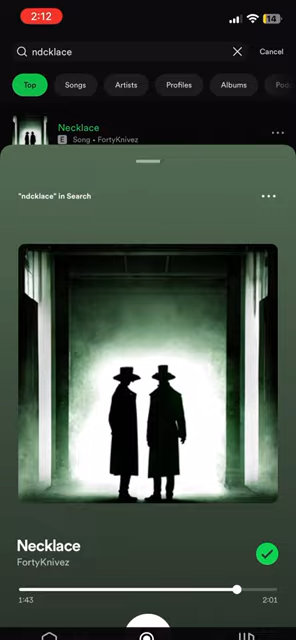 2:12
14
ndcklace
Cancel
Top
Songs
Artists
Profiles
Albums
Pod
Necklace
E Song • FortyKnivez
"ndcklace" in Search
Necklace
FortyKnivez
1:43
2:01